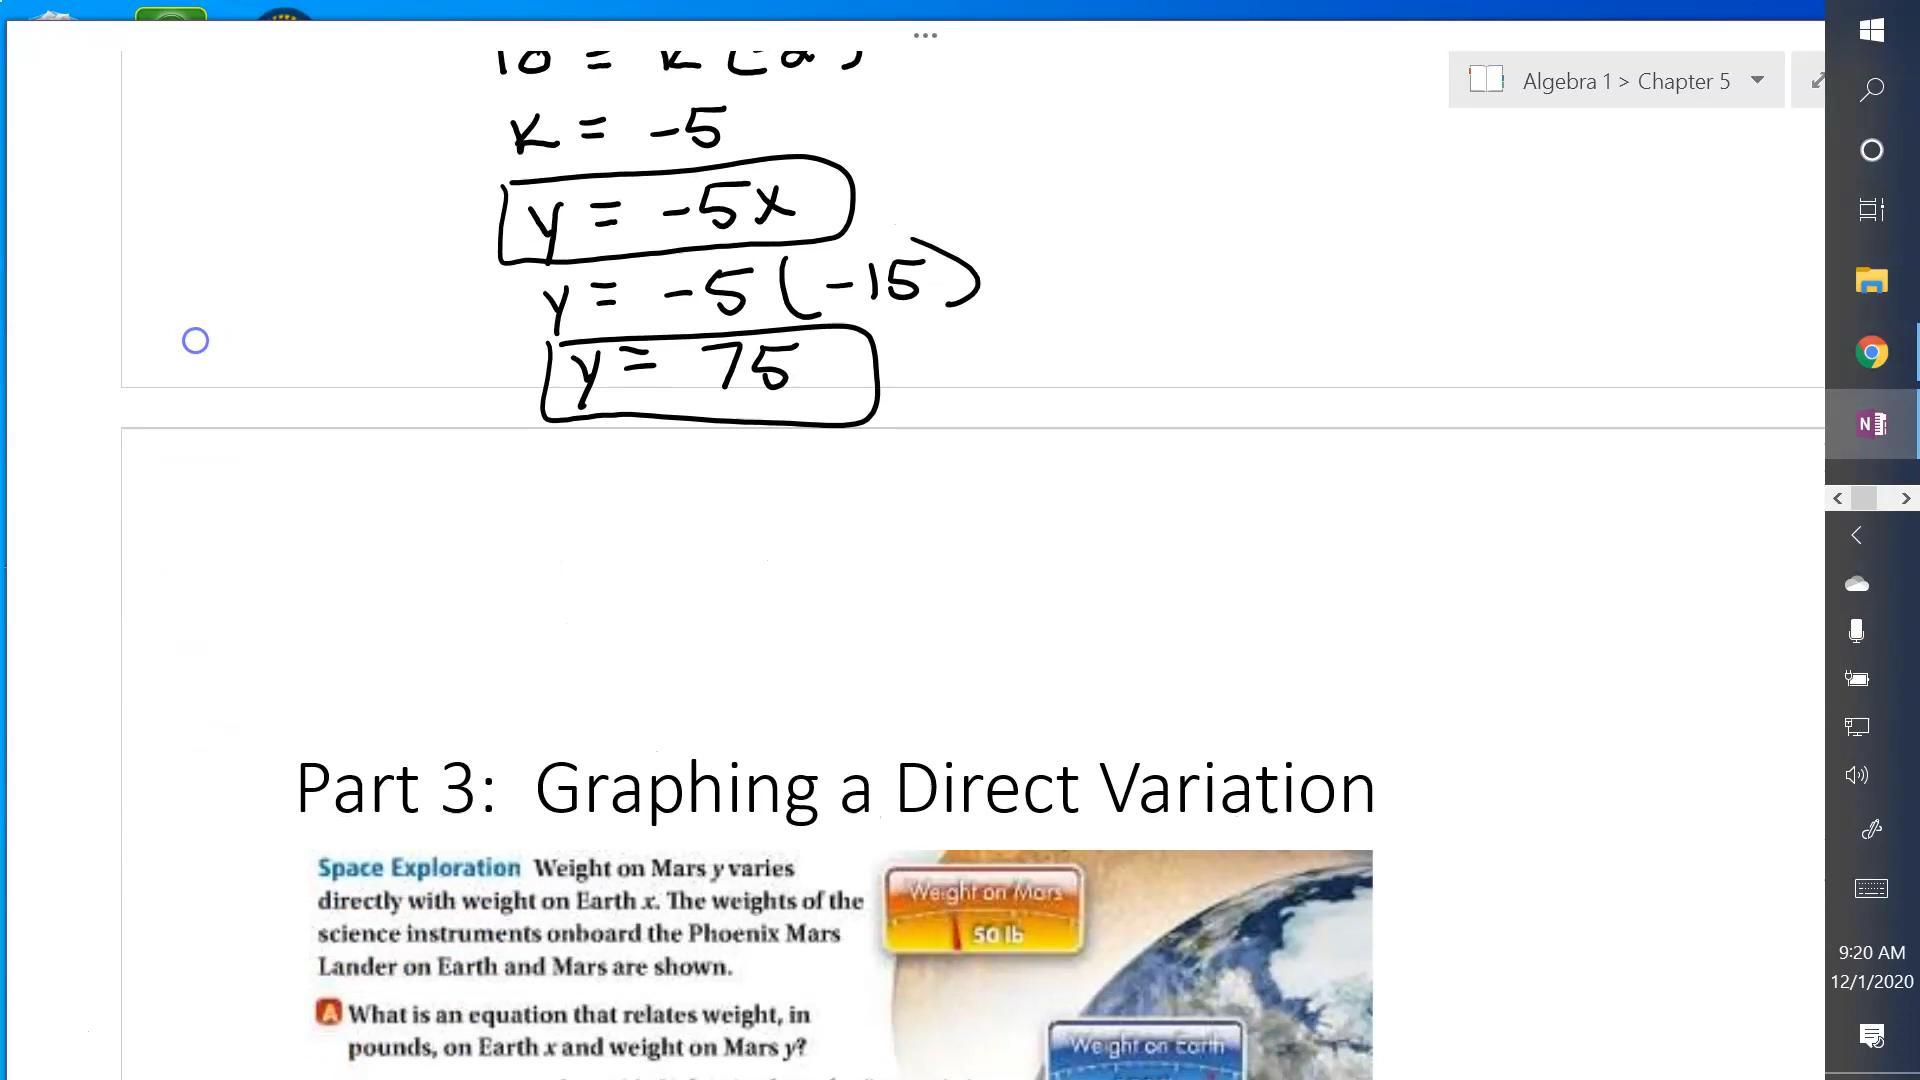 Algebra 1 > Chapter 5
k = -5
y = -5x
y = -5(-15)
y = 75
Part 3: Graphing a Direct Variation
Space Exploration Weight on Mars y varies
directly with weight on Earth x. The weights of the
science instruments onboard the Phoenix Mars
Lander on Earth and Mars are shown.
Weight on Mars
50 lb
A What is an equation that relates weight, in
pounds, on Earth x and weight on Mars y?
Weight on Earth
N
9:20 AM
12/1/2020